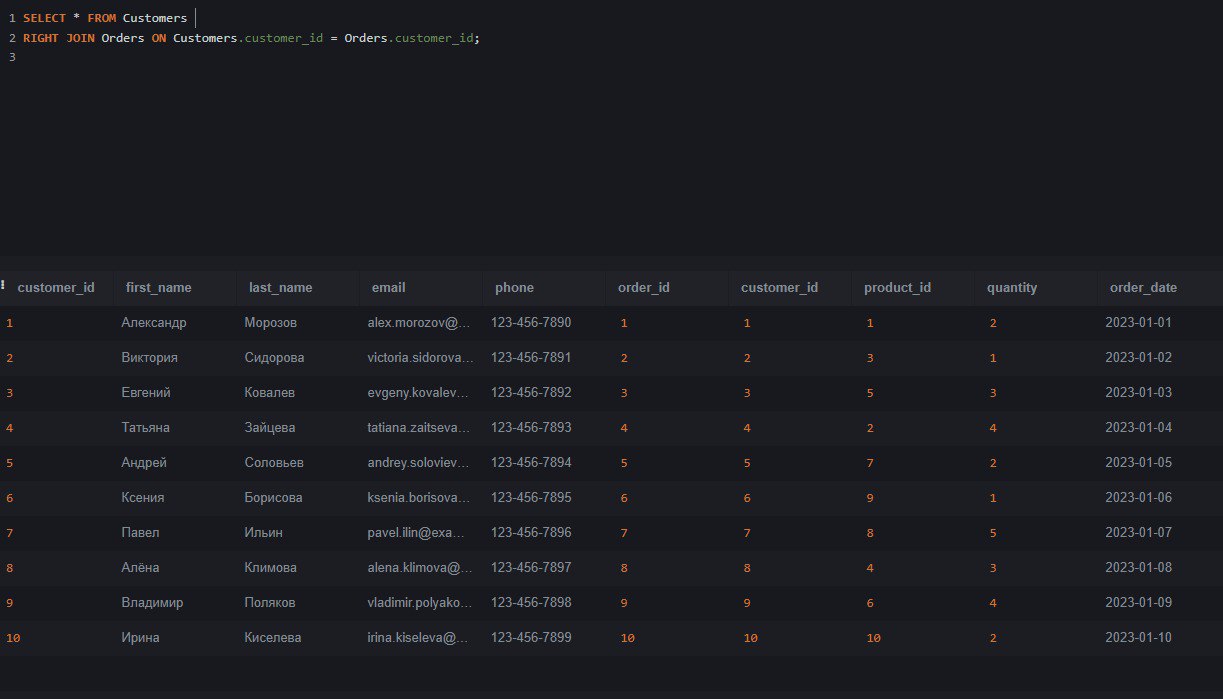 1 SELECT * FROM Customers
2 RIGHT JOIN Orders ON Customers.customer_id = Orders.customer_id;
3
customer_id first_name last_name email phone order_id customer_id product_id quantity order_date
1 Александр Морозов alex.morozov@... 123-456-7890 1 1 1 2 2023-01-01
2 Виктория Сидорова victoria.sidorova... 123-456-7891 2 2 3 1 2023-01-02
3 Евгений Ковалев evgeny.kovalev... 123-456-7892 3 3 5 3 2023-01-03
4 Татьяна Зайцева tatiana.zaitseva... 123-456-7893 4 4 2 4 2023-01-04
5 Андрей Соловьев andrey.soloviev... 123-456-7894 5 5 7 2 2023-01-05
6 Ксения Борисова ksenia.borisova... 123-456-7895 6 6 9 1 2023-01-06
7 Павел Ильин pavel.ilin@exa... 123-456-7896 7 7 8 5 2023-01-07
8 Алёна Климова alena.klimova@... 123-456-7897 8 8 4 3 2023-01-08
9 Владимир Поляков vladimir.polyako... 123-456-7898 9 9 6 4 2023-01-09
10 Ирина Киселева irina.kiseleva@... 123-456-7899 10 10 10 2 2023-01-10